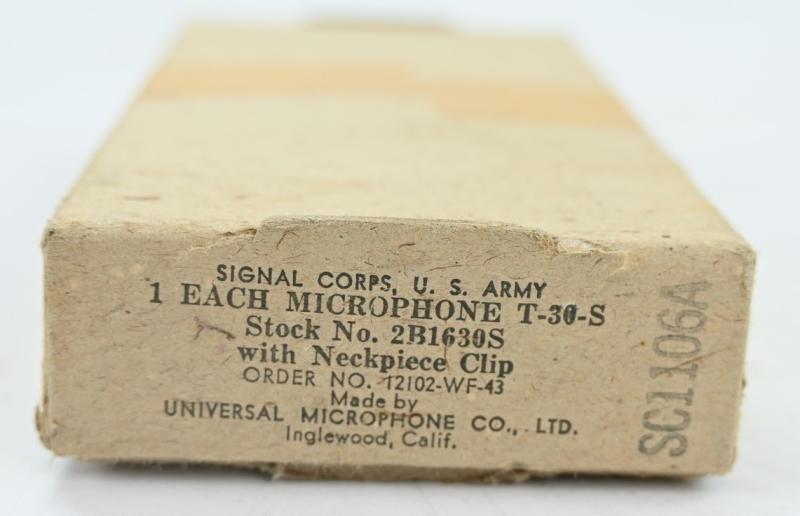 SIGNAL CORPS, U. S. ARMY
1 EACH MICROPHONE T-30-S
Stock No. 2B1630S
with Neckpiece Clip
ORDER NO. 12102-WF-43
Made by
UNIVERSAL MICROPHONE CO., LTD.
Inglewood, Calif.
SC1106A